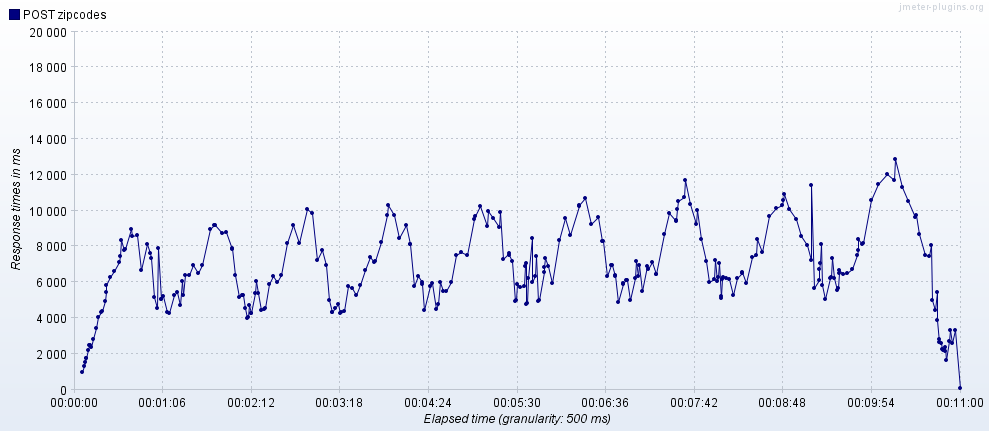 jmeter-plugins.org
POST zipcodes
20 000
18 000
16 000
14 000
12 000
10 000
8 000
6 000
4 000
2 000
0
Response times in ms
00:00:00 00:01:06 00:02:12 00:03:18 00:04:24 00:05:30 00:06:36 00:07:42 00:08:48 00:09:54 00:11:00
Elapsed time (granularity: 500 ms)